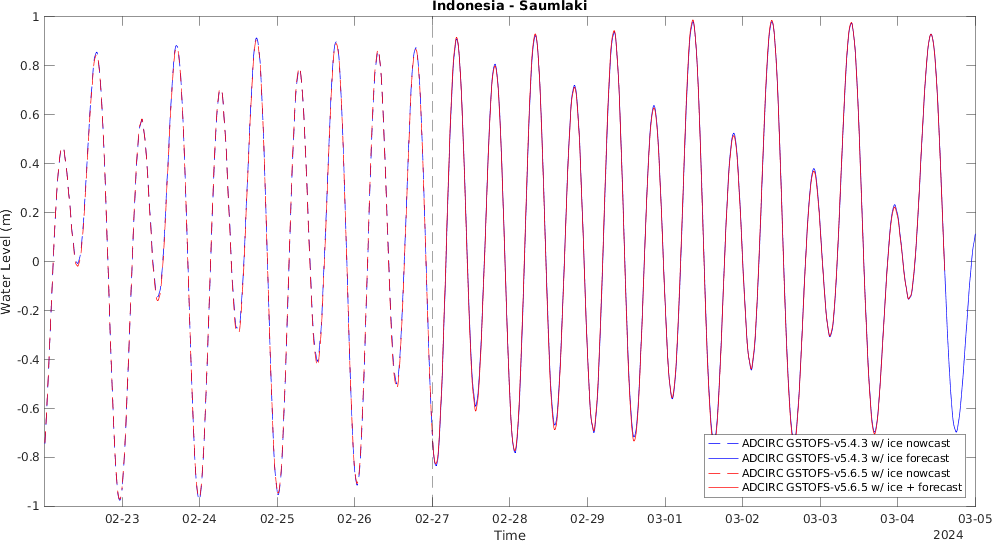 Indonesia - Saumlaki
1
0.8
0.6
0.4
0.2
0
-0.2
-0.4
-0.6
-0.8
-1
Water Level (m)
ADCIRC GSTOFS-v5.4.3 w/ ice nowcast
ADCIRC GSTOFS-v5.4.3 w/ ice forecast
ADCIRC GSTOFS-v5.6.5 w/ ice nowcast
ADCIRC GSTOFS-v5.6.5 w/ ice + forecast
02-23 02-24 02-25 02-26 02-27 02-28 02-29 03-01 03-02 03-03 03-04 03-05
Time
2024